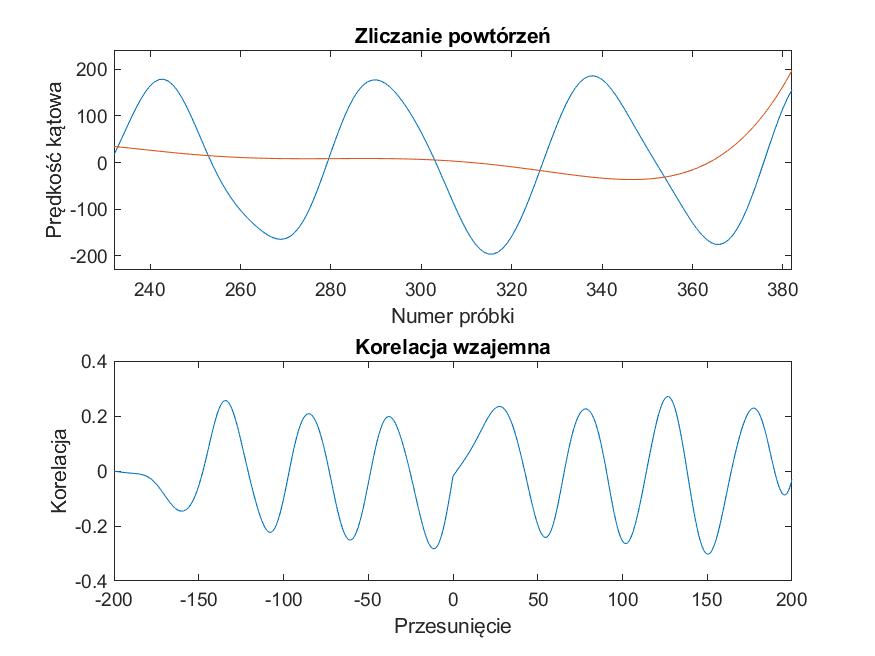 Zliczanie powtórzeń
200
100
0
-100
-200
Prędkość kątowa
240 260 280 300 320 340 360 380
Numer próbki
Korelacja wzajemna
0.4
0.2
0
-0.2
-0.4
Korelacja
-200 -150 -100 -50 0 50 100 150 200
Przesunięcie